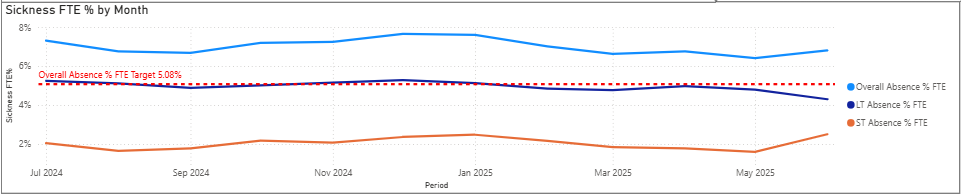 Sickness FTE % by Month
8%
Overall Absence % FTE Target 5.08%
6%
4%
2%
Sickness FTE%
Jul 2024 Sep 2024 Nov 2024 Jan 2025 Mar 2025 May 2025
Period
Overall Absence % FTE
LT Absence % FTE
ST Absence % FTE